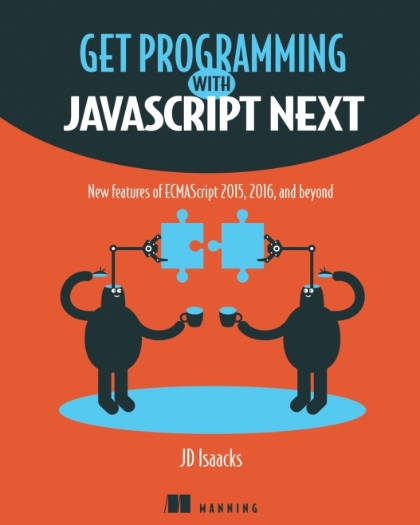 GET PROGRAMMING
WITH
JAVASCRIPT NEXT
New features of ECMAScript 2015, 2016, and beyond
JD Isaacks
MANNING